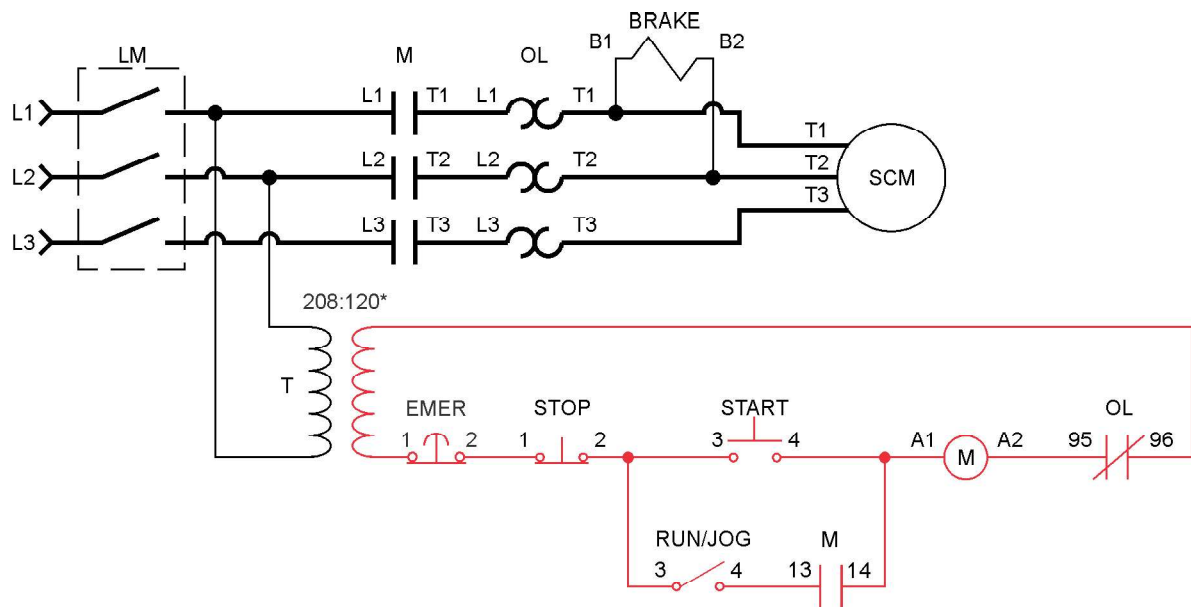 BRAKE
LM M OL B1 B2
L1 L1 T1 L1 T1
T1
L2 L2 T2 L2 T2 T2 SCM
T3
L3 L3 T3 L3 T3
208:120*
T
EMER STOP START OL
1 2 1 2 3 4 A1 M A2 95 96
RUN/JOG M
3 4 13 14